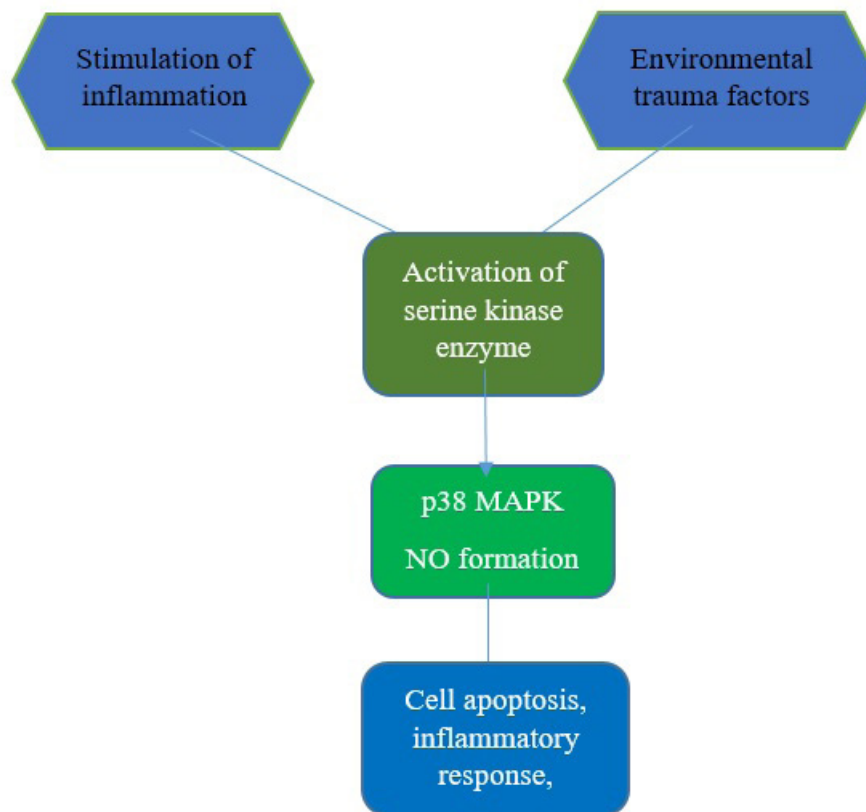 Stimulation of
inflammation
Environmental
trauma factors
Activation of
serine kinase
enzyme
p38 MAPK
NO formation
Cell apoptosis,
inflammatory
response,